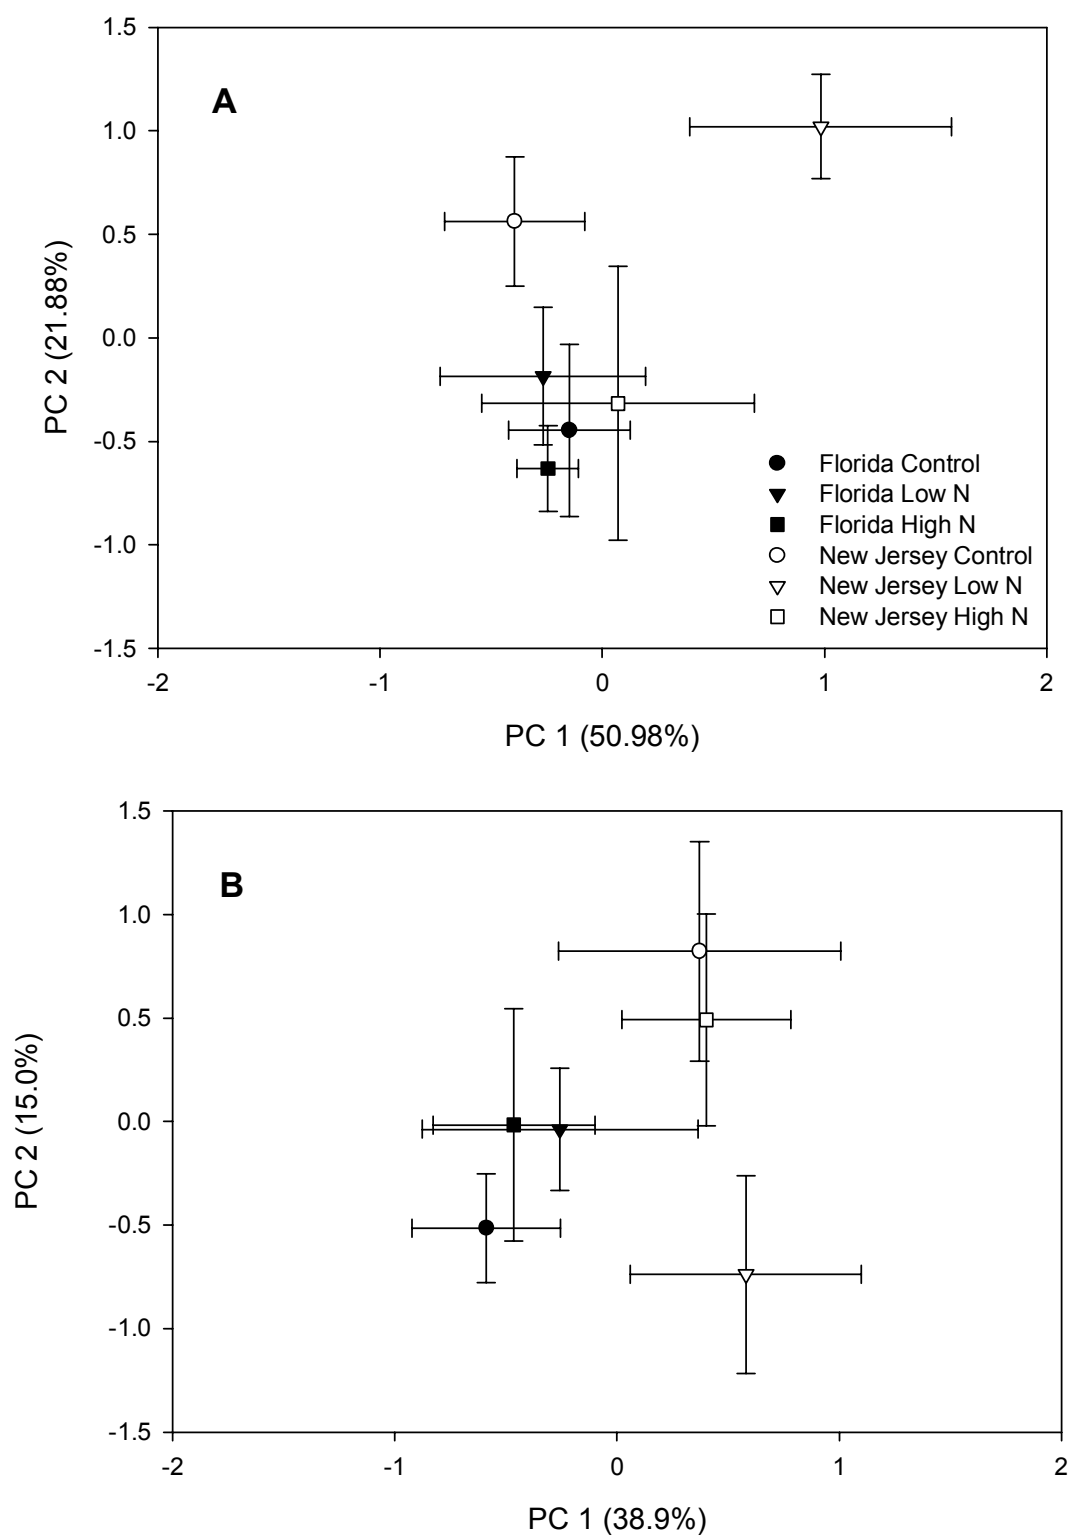 1.5
A
1.0
0.5
0.0
-0.5
-1.0
-1.5
PC 2 (21.88%)
Florida Control
Florida Low N
Florida High N
New Jersey Control
New Jersey Low N
New Jersey High N
-2 -1 0 1 2
PC 1 (50.98%)
1.5
B
1.0
0.5
0.0
-0.5
-1.0
-1.5
PC 2 (15.0%)
-2 -1 0 1 2
PC 1 (38.9%)